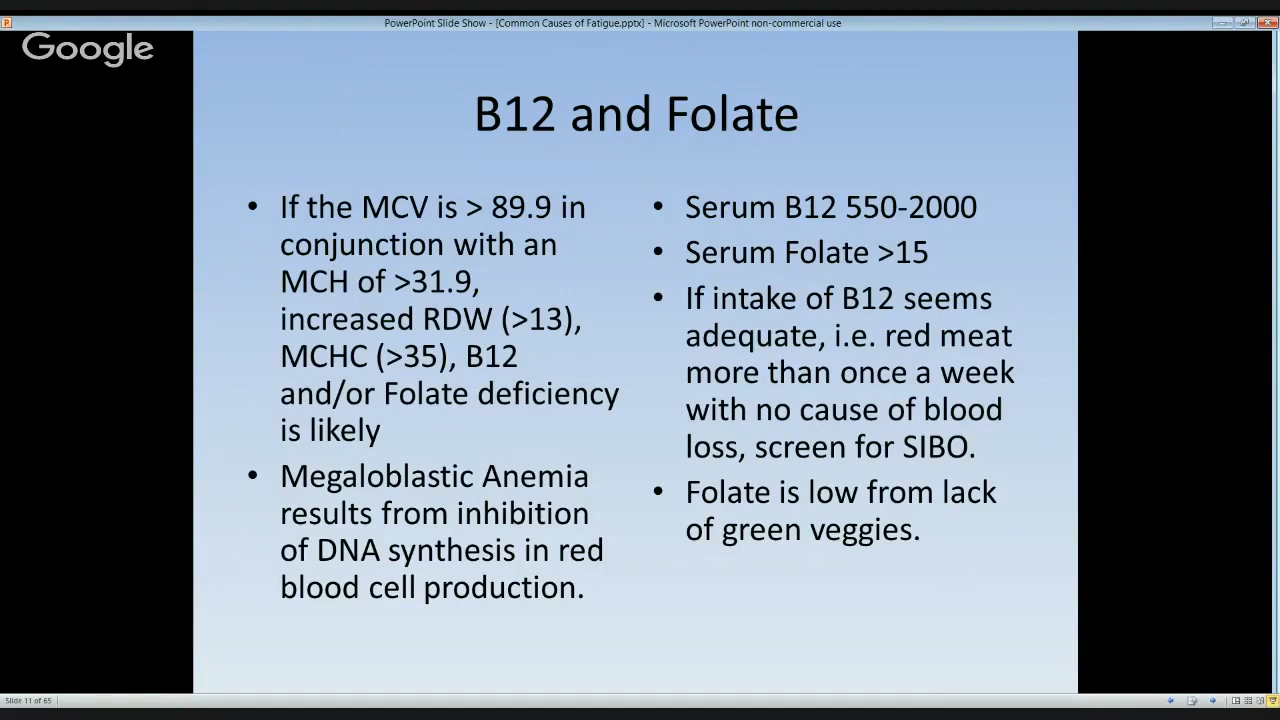 PowerPoint Slide Show - [Common Causes of Fatigue.pptx] - Microsoft PowerPoint non-commercial use
Google
B12 and Folate
• If the MCV is > 89.9 in
conjunction with an
MCH of >31.9,
increased RDW (>13),
MCHC (>35), B12
and/or Folate deficiency
is likely
• Megaloblastic Anemia
results from inhibition
of DNA synthesis in red
blood cell production.
• Serum B12 550-2000
• Serum Folate >15
• If intake of B12 seems
adequate, i.e. red meat
more than once a week
with no cause of blood
loss, screen for SIBO.
• Folate is low from lack
of green veggies.
Slide 11 of 65